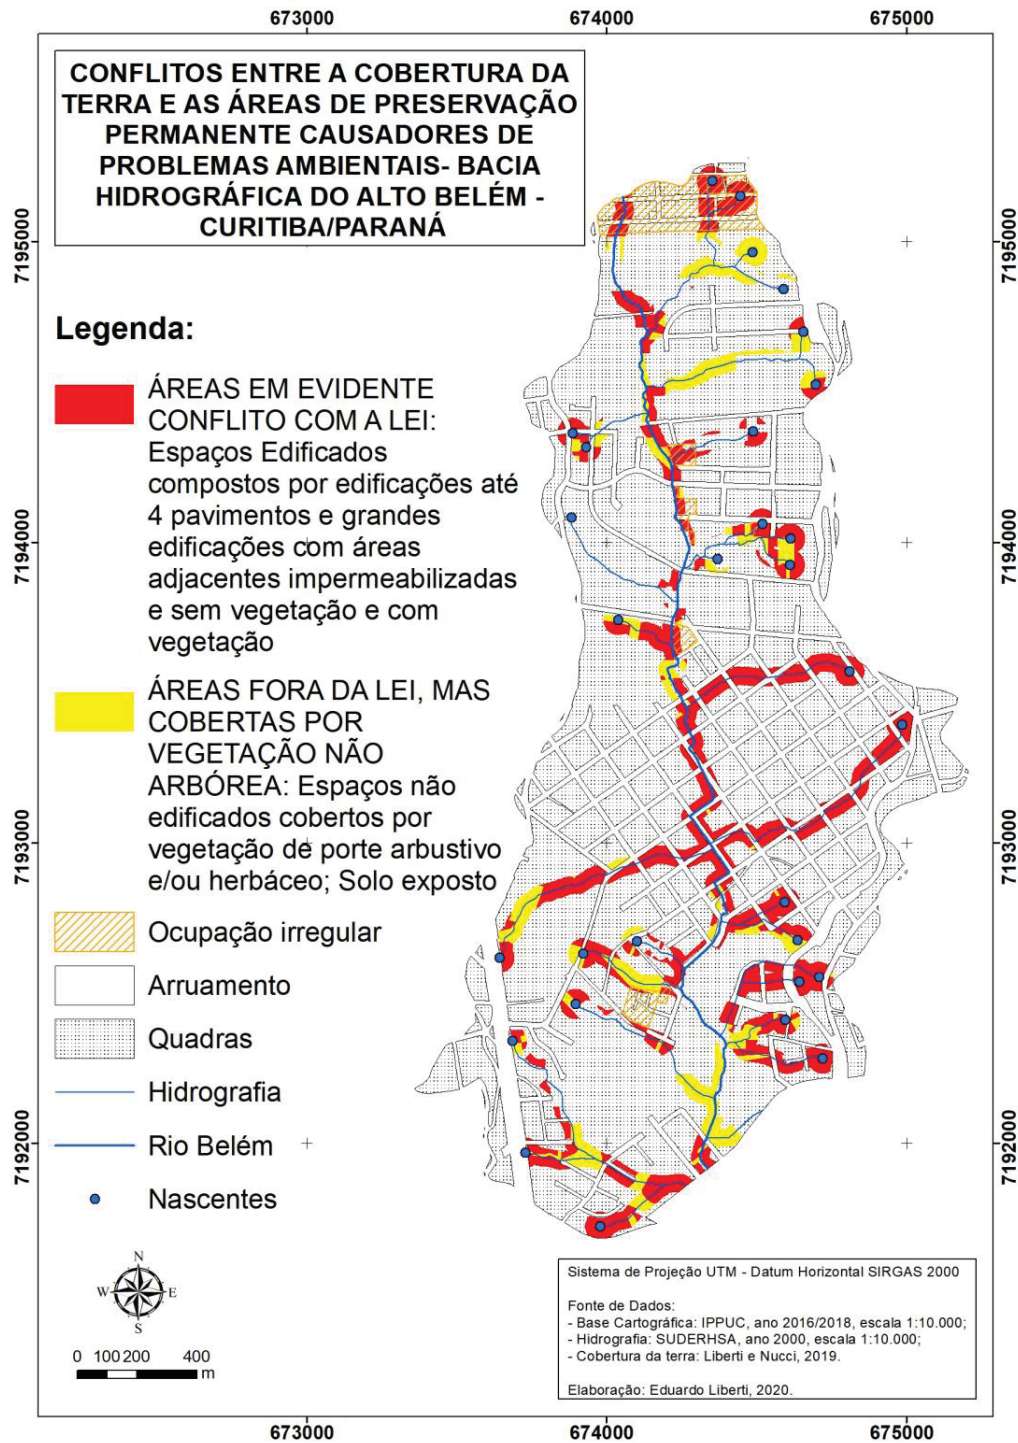 673000
674000
675000
CONFLITOS ENTRE A COBERTURA DA
TERRA E AS ÁREAS DE PRESERVAÇÃO
PERMANENTE CAUSADORES DE
PROBLEMAS AMBIENTAIS- BACIA
HIDROGRÁFICA DO ALTO BELÉM -
CURITIBA/PARANÁ
7195000
7195000
Legenda:
ÁREAS EM EVIDENTE
CONFLITO COM A LEI:
Espaços Edificados
compostos por edificações até
4 pavimentos e grandes
edificações com áreas
adjacentes impermeabilizadas
e sem vegetação e com
vegetação
7194000
7194000
ÁREAS FORA DA LEI, MAS
COBERTAS POR
VEGETAÇÃO NÃO
ARBÓREA: Espaços não
edificados cobertos por
vegetação de porte arbustivo
e/ou herbáceo; Solo exposto
7193000
7193000
Ocupação irregular
Arruamento
Quadras
Hidrografia
Rio Belém
Nascentes
7192000
7192000
N
W
E
S
0 100 200 400
m
Sistema de Projeção UTM - Datum Horizontal SIRGAS 2000
Fonte de Dados:
- Base Cartográfica: IPPUC, ano 2016/2018, escala 1:10.000;
- Hidrografia: SUDERHSA, ano 2000, escala 1:10.000;
- Cobertura da terra: Liberti e Nucci, 2019.
Elaboração: Eduardo Liberti, 2020.
673000
674000
675000